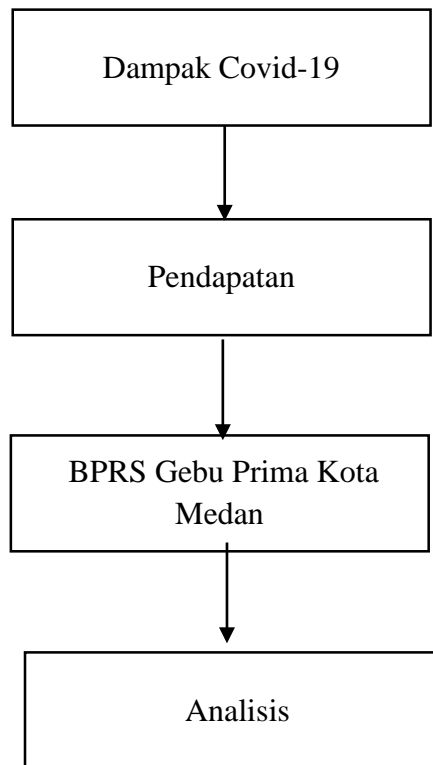 Dampak Covid-19
Pendapatan
BPRS Gebu Prima Kota
Medan
Analisis